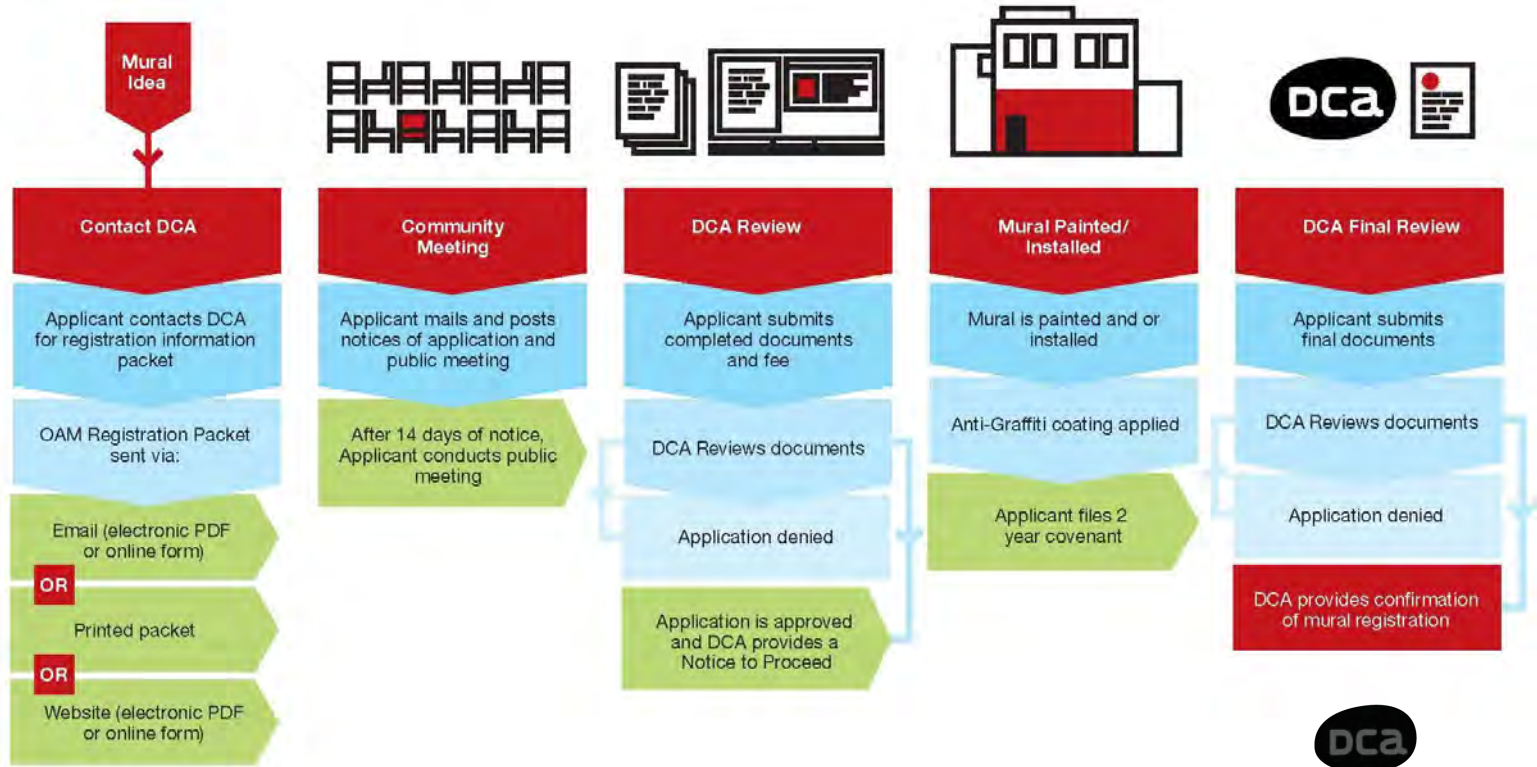 Mural
Idea
DCa
Contact DCA
Applicant contacts DCA
for registration information
packet
OAM Registration Packet
sent via:
Email (electronic PDF
or online form)
OR
Printed packet
OR
Website (electronic PDF
or online form)
Community
Meeting
Applicant mails and posts
notices of application and
public meeting
After 14 days of notice,
Applicant conducts public
meeting
DCA Review
Applicant submits
completed documents
and fee
DCA Reviews documents
Application denied
Application is approved
and DCA provides a
Notice to Proceed
Mural Painted/
Installed
Mural is painted and or
installed
Anti-Graffiti coating applied
Applicant files 2
year covenant
DCA Final Review
Applicant submits
final documents
DCA Reviews documents
Application denied
DCA provides confirmation
of mural registration
DCa